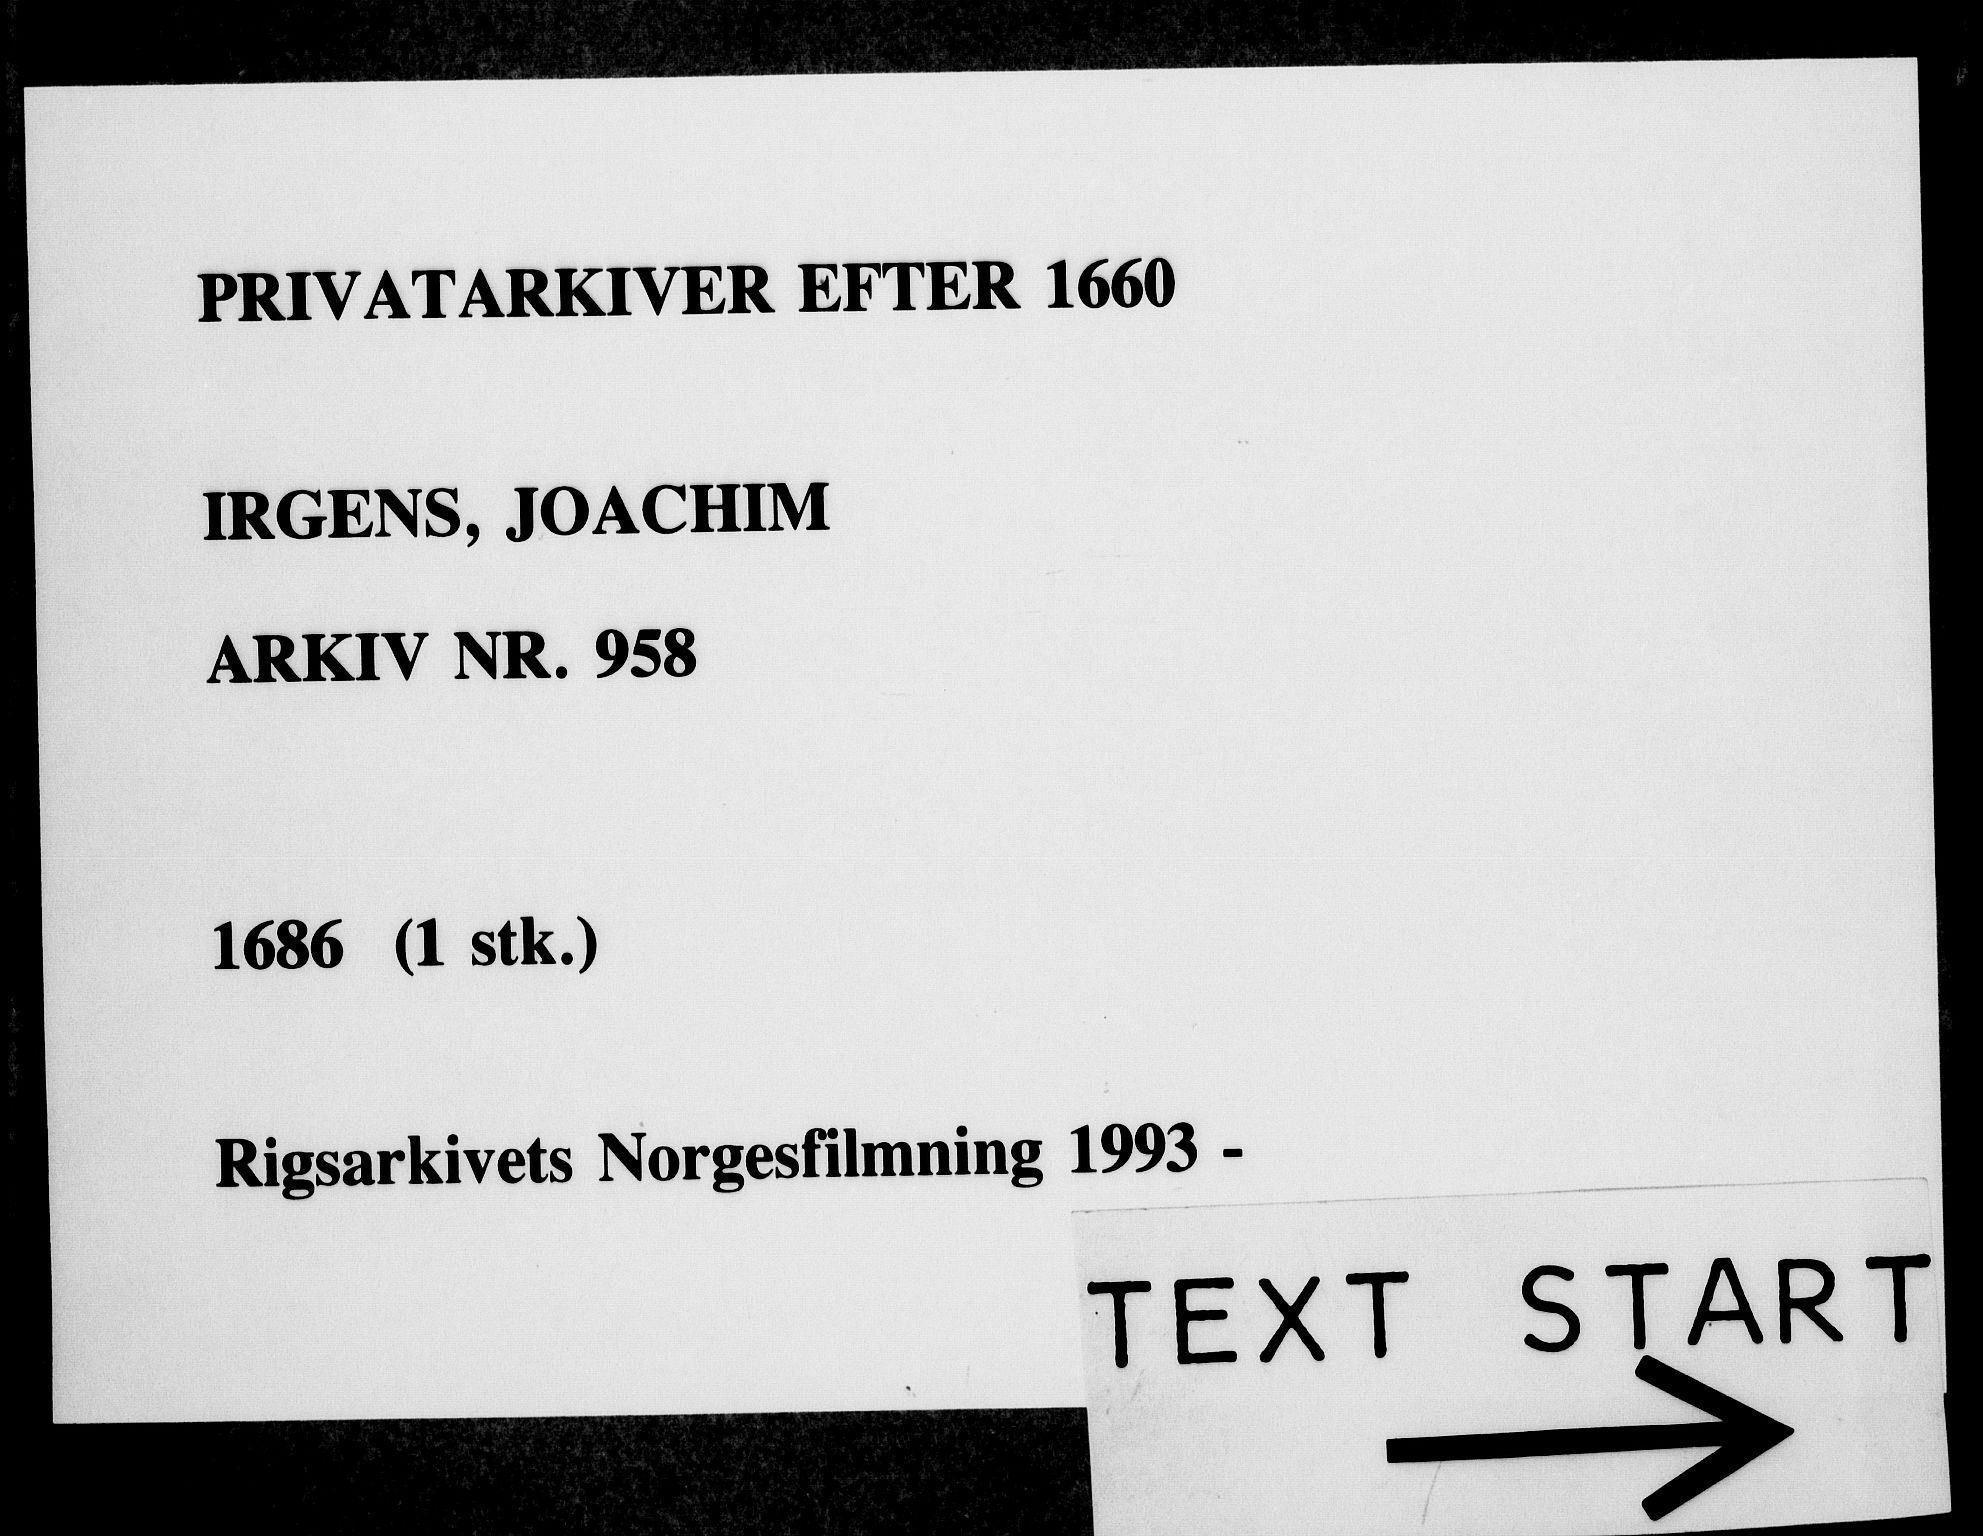 PRIVATARKIVER EFTER 1660
IRGENS, JOACHIM
ARKIV NR. 958
1686 (1 stk.)
Rigsarkivets Norgesfilmning 1993 -
TEXT START